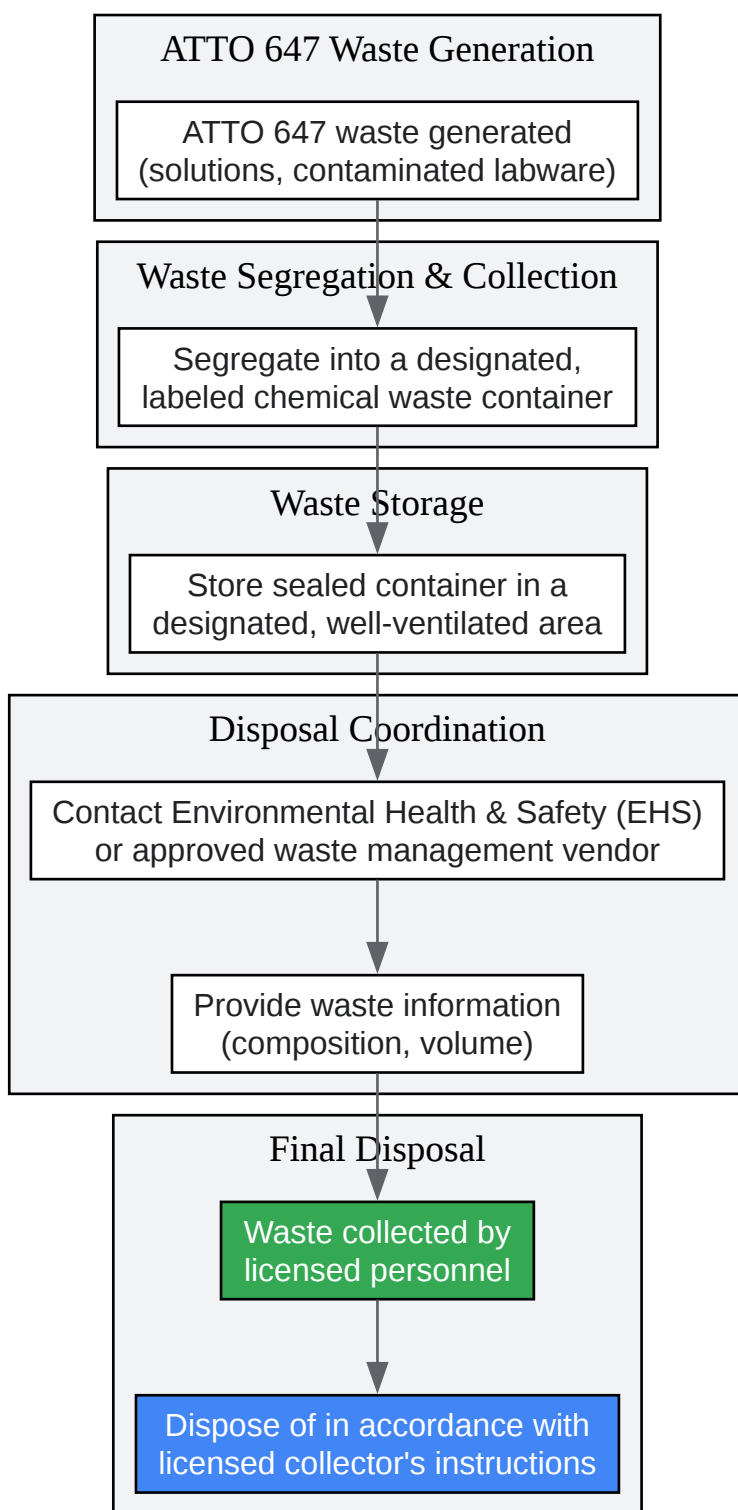 ATTO 647 Waste Generation
ATTO 647 waste generated
(solutions, contaminated labware)
Waste Segregation & Collection
Segregate into a designated,
labeled chemical waste container
Waste Storage
Store sealed container in a
designated, well-ventilated area
Disposal Coordination
Contact Environmental Health & Safety (EHS)
or approved waste management vendor
Provide waste information
(composition, volume)
Final Disposal
Waste collected by
licensed personnel
Dispose of in accordance with
licensed collector's instructions